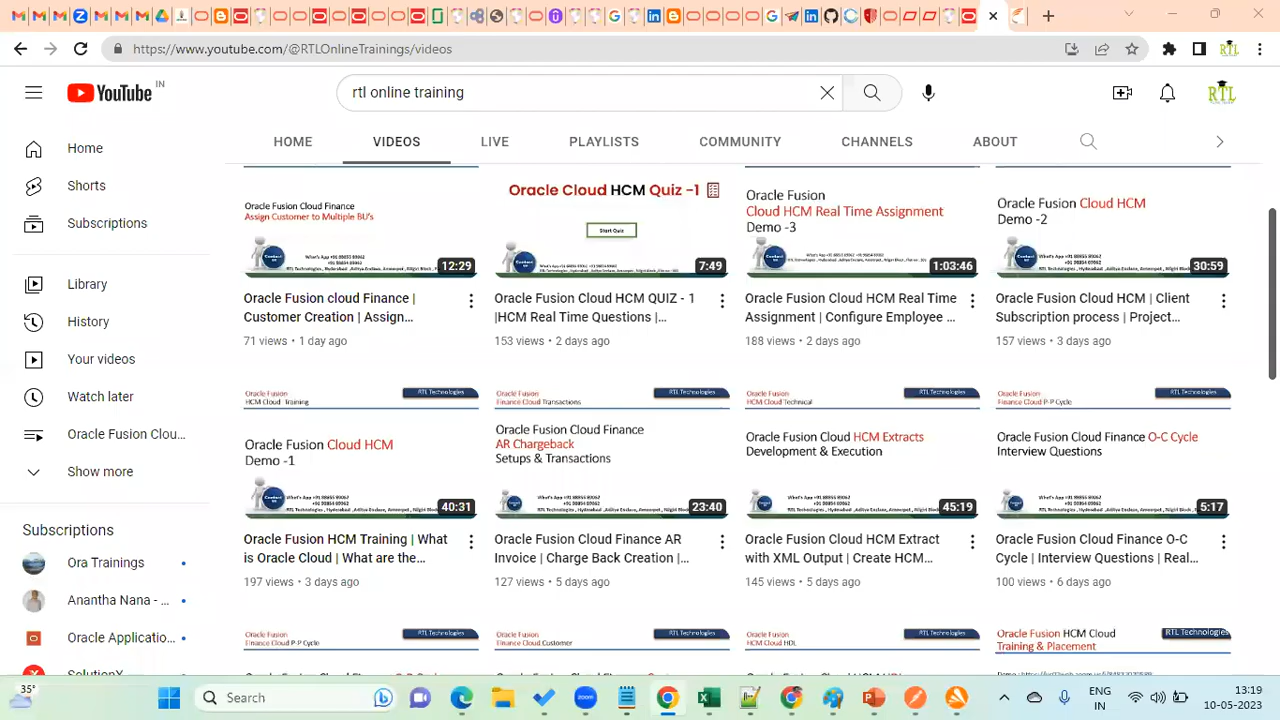 https://www.youtube.com/@RTLOnlineTrainings/videos
YouTube IN
rtl online training
RTL
HOME
VIDEOS
LIVE
PLAYLISTS
COMMUNITY
CHANNELS
ABOUT
Home
Shorts
Subscriptions
Library
History
Your videos
Watch later
Oracle Fusion Clou...
Show more
Subscriptions
Ora Trainings
Anantha Nana - ...
Oracle Applicatio...
SolutionX
Oracle Fusion Cloud Finance
Assign Customer to Multiple BU's
12:29
Oracle Fusion cloud Finance |
Customer Creation | Assign...
71 views • 1 day ago
Oracle Cloud HCM Quiz -1
Start Quiz
7:49
Oracle Fusion Cloud HCM QUIZ - 1
|HCM Real Time Questions |...
153 views • 2 days ago
Oracle Fusion
Cloud HCM Real Time Assignment
Demo -3
1:03:46
Oracle Fusion Cloud HCM Real Time
Assignment | Configure Employee ...
188 views • 2 days ago
Oracle Fusion Cloud HCM
Demo -2
30:59
Oracle Fusion Cloud HCM | Client
Subscription process | Project...
157 views • 3 days ago
Oracle Fusion
HCM Cloud Training
RTL Technologies
Oracle Fusion Cloud HCM
Demo -1
40:31
Oracle Fusion HCM Training | What
is Oracle Cloud | What are the...
197 views • 3 days ago
Oracle Fusion
Finance Cloud Transactions
RTL Technologies
Oracle Fusion Cloud Finance
AR Chargeback
Setups & Transactions
23:40
Oracle Fusion Cloud Finance AR
Invoice | Charge Back Creation |...
127 views • 5 days ago
Oracle Fusion
HCM Cloud Technical
RTL Technologies
Oracle Fusion Cloud HCM Extracts
Development & Execution
45:19
Oracle Fusion Cloud HCM Extract
with XML Output | Create HCM...
145 views • 5 days ago
Oracle Fusion
Finance Cloud P-P Cycle
RTL Technologies
Oracle Fusion Cloud Finance O-C Cycle
Interview Questions
5:17
Oracle Fusion Cloud Finance O-C
Cycle | Interview Questions | Real...
100 views • 6 days ago
Oracle Fusion
Finance Cloud P-P Cycle
RTL Technologies
Oracle Fusion
Finance Cloud Customer
RTL Technologies
Oracle Fusion
HCM Cloud HDL
RTL Technologies
Oracle Fusion HCM Cloud
Training & Placement
RTL Technologies
35°
Search
ENG
IN
13:19
10-05-2023